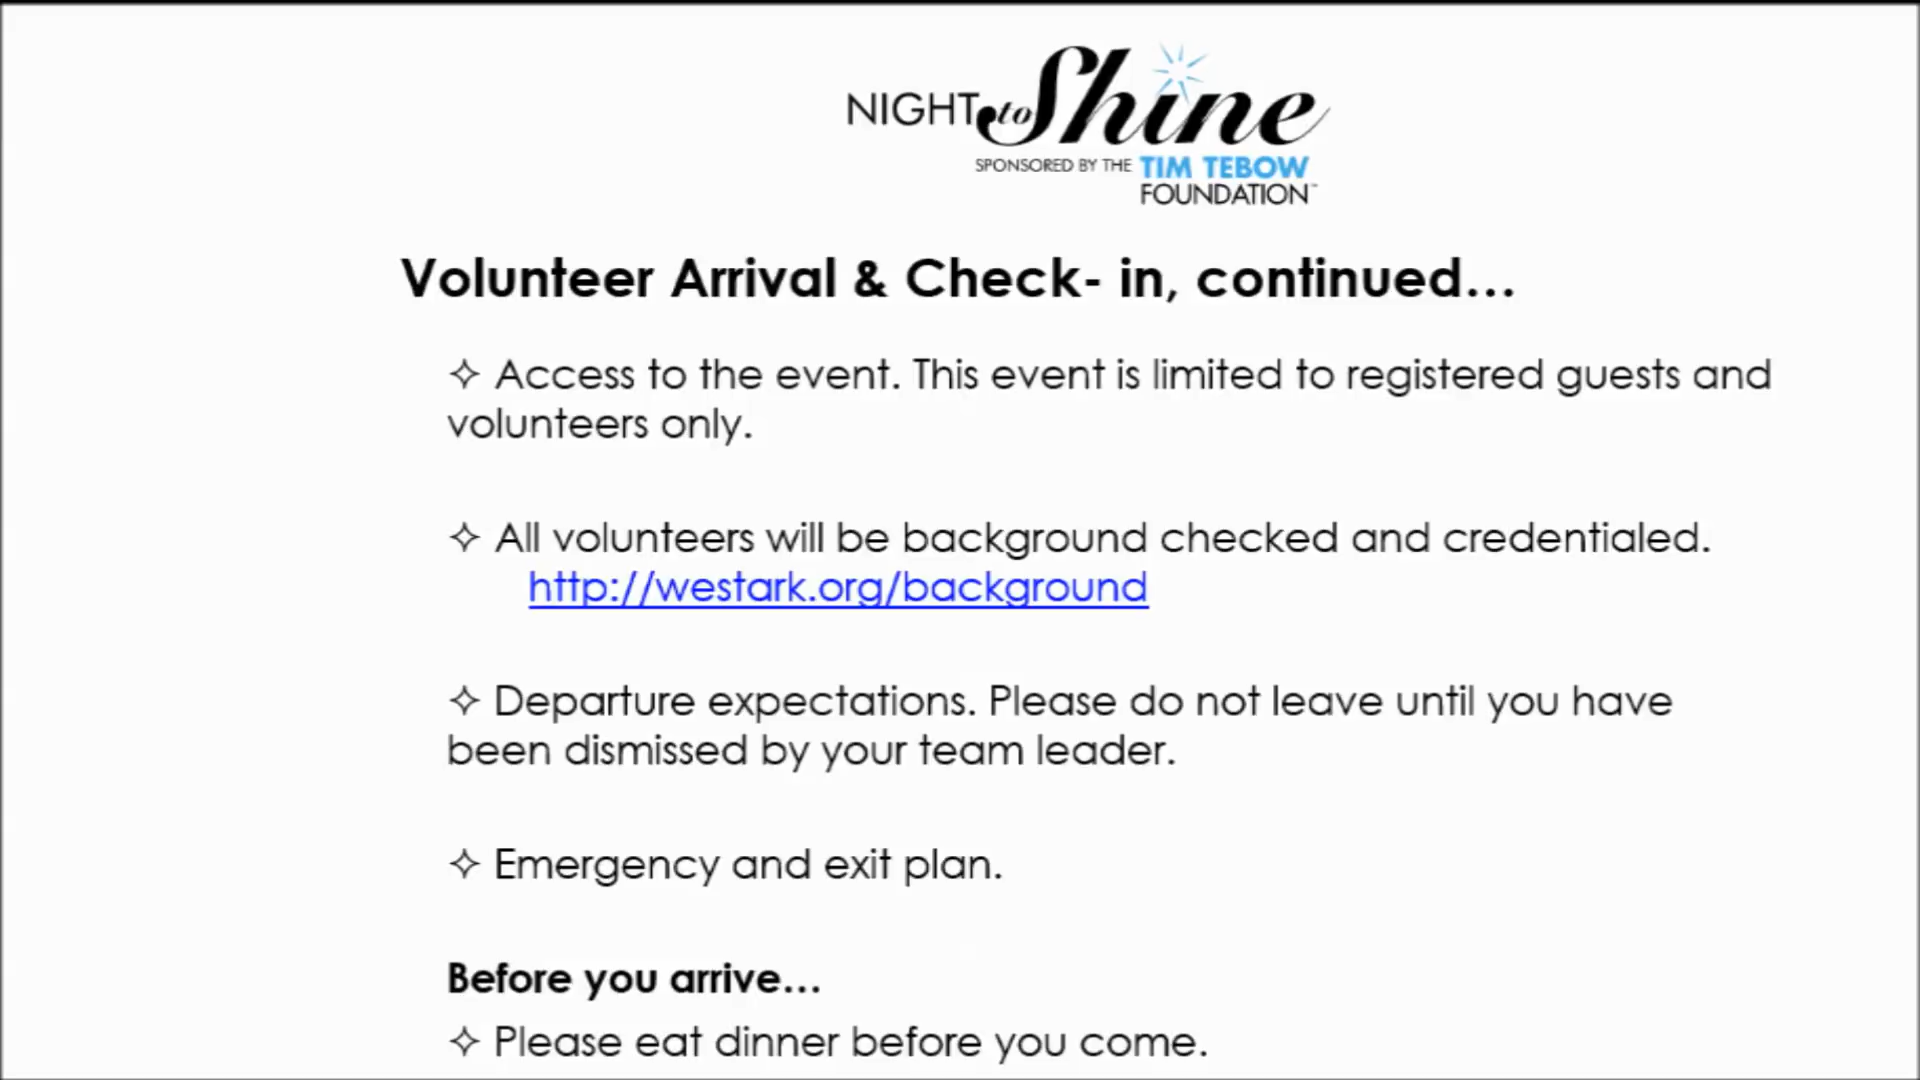 NIGHT to Shine
SPONSORED BY THE TIM TEBOW
FOUNDATION™
Volunteer Arrival & Check- in, continued...
✧ Access to the event. This event is limited to registered guests and
volunteers only.
✧ All volunteers will be background checked and credentialed.
http://westark.org/background
✧ Departure expectations. Please do not leave until you have
been dismissed by your team leader.
✧ Emergency and exit plan.
Before you arrive...
✧ Please eat dinner before you come.